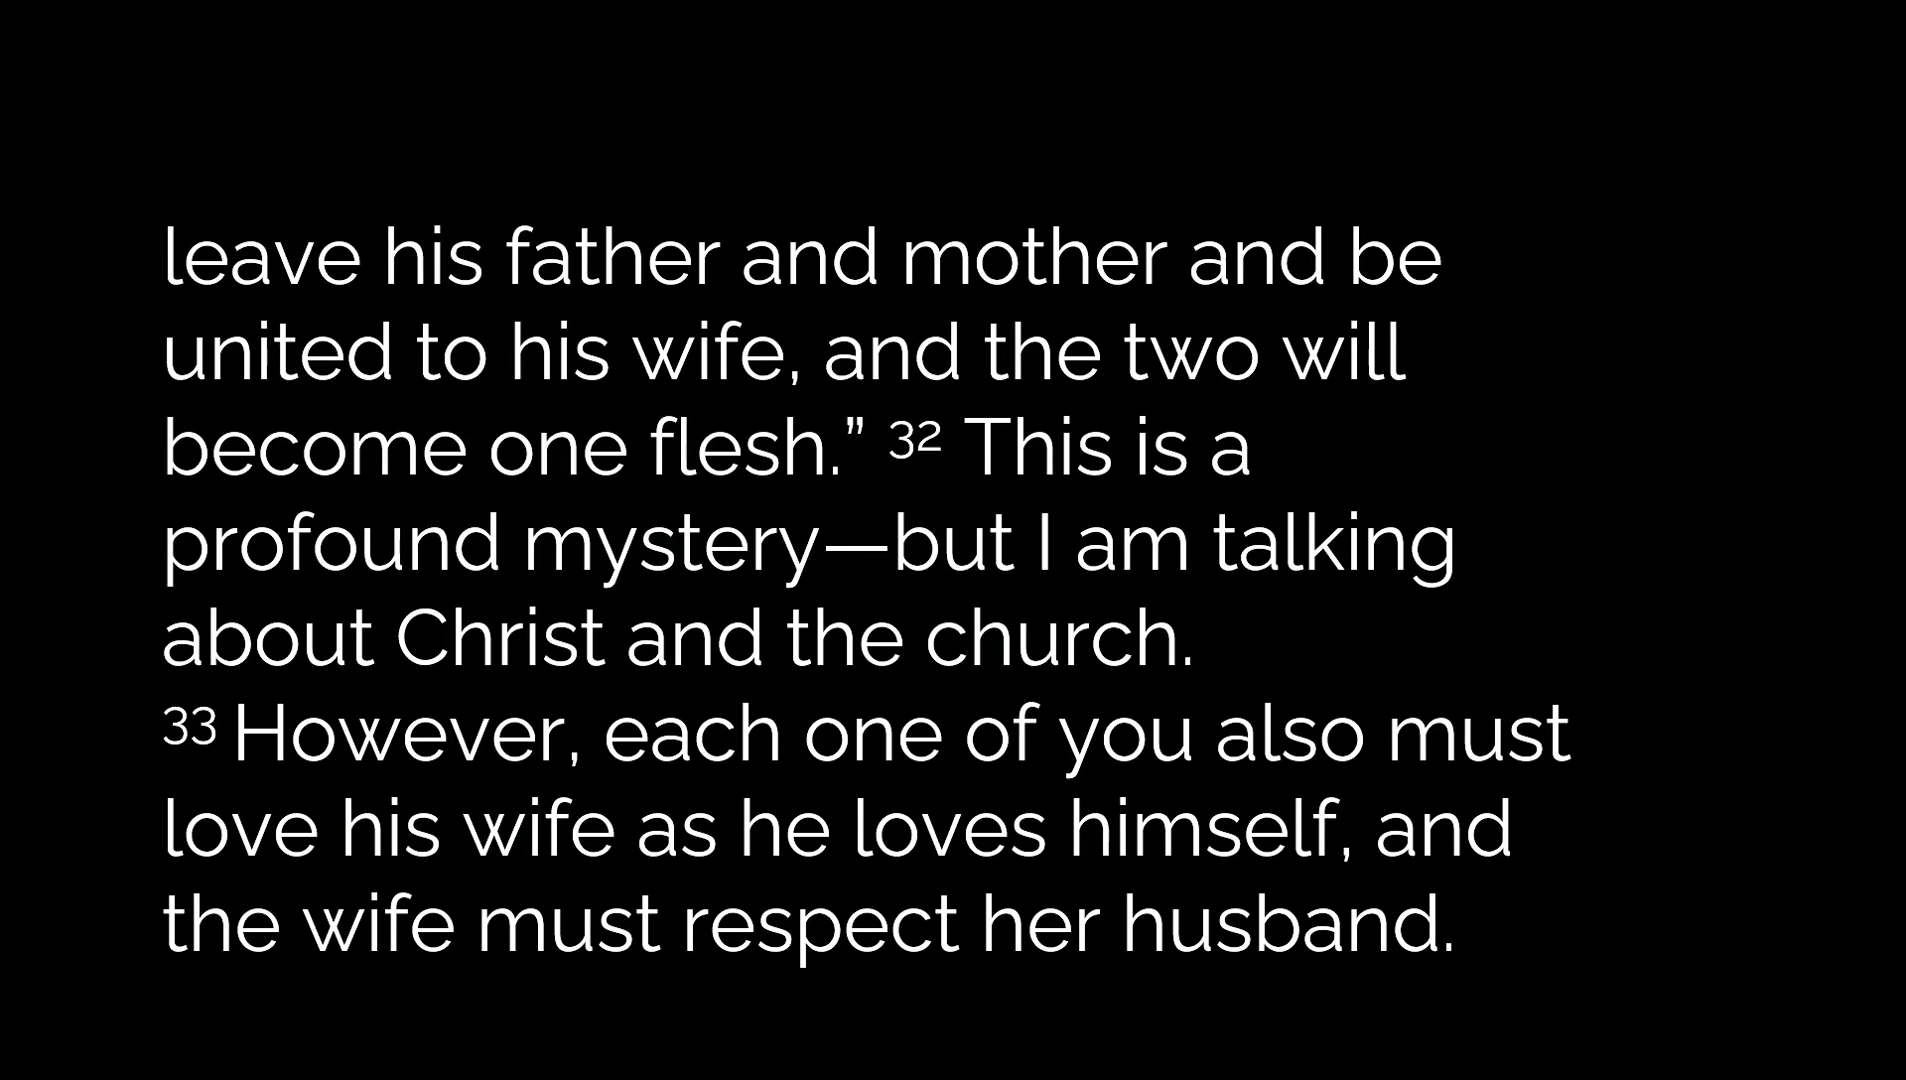 leave his father and mother and be
united to his wife, and the two will
become one flesh.” 32 This is a
profound mystery—but I am talking
about Christ and the church.
33 However, each one of you also must
love his wife as he loves himself, and
the wife must respect her husband.